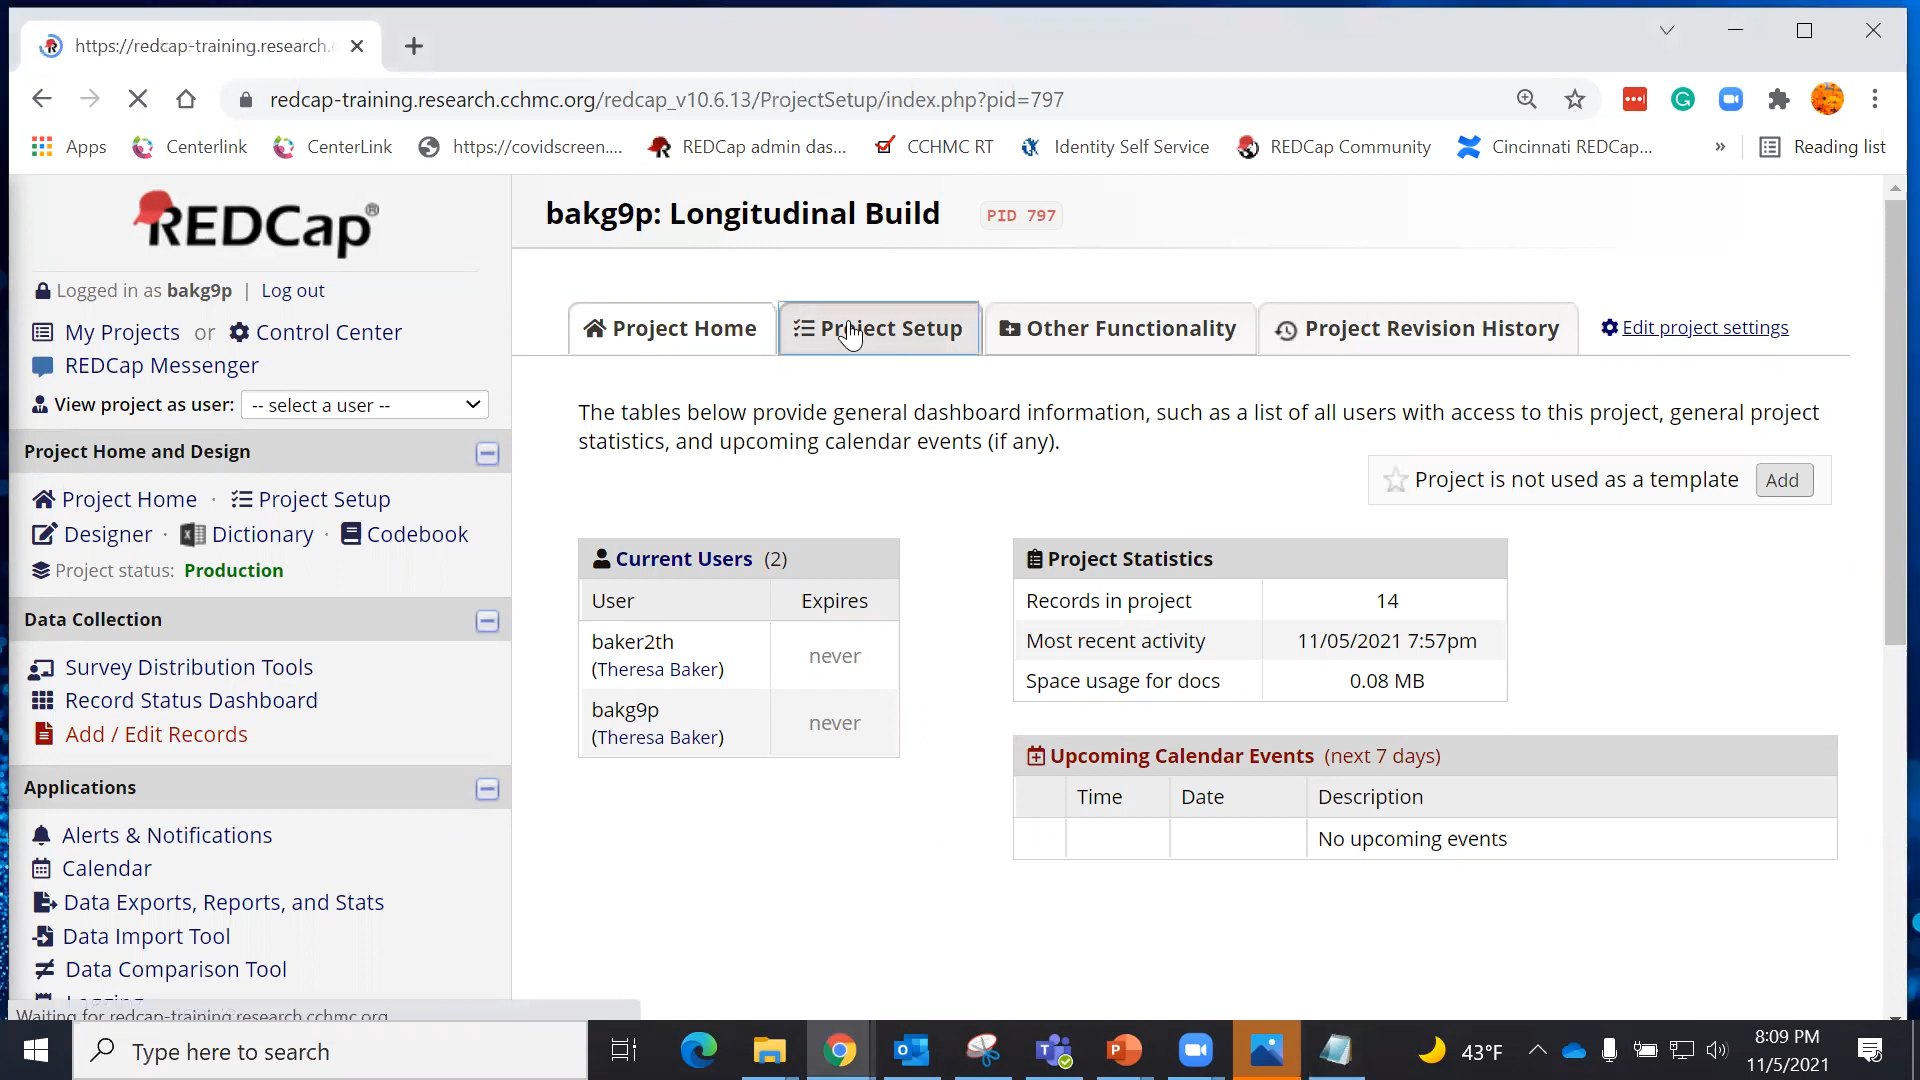 https://redcap-training.research.
redcap-training.research.cchmc.org/redcap_v10.6.13/ProjectSetup/index.php?pid=797
Apps
Centerlink
CenterLink
https://covidscreen....
REDCap admin das...
CCHMC RT
Identity Self Service
REDCap Community
Cincinnati REDCap...
»
Reading list
REDCap®
Logged in as bakg9p | Log out
My Projects or Control Center
REDCap Messenger
View project as user: -- select a user --
Project Home and Design
Project Home · Project Setup
Designer · Dictionary · Codebook
Project status: Production
Data Collection
Survey Distribution Tools
Record Status Dashboard
Add / Edit Records
Applications
Alerts & Notifications
Calendar
Data Exports, Reports, and Stats
Data Import Tool
Data Comparison Tool
Logging
Waiting for redcap-training.research.cchmc.org
bakg9p: Longitudinal Build PID 797
Project Home
Project Setup
Other Functionality
Project Revision History
Edit project settings
The tables below provide general dashboard information, such as a list of all users with access to this project, general project
statistics, and upcoming calendar events (if any).
Project is not used as a template Add
Current Users (2)
User Expires
baker2th
(Theresa Baker)
never
bakg9p
(Theresa Baker)
never
Project Statistics
Records in project 14
Most recent activity 11/05/2021 7:57pm
Space usage for docs 0.08 MB
Upcoming Calendar Events (next 7 days)
Time Date Description
No upcoming events
Type here to search
43°F
8:09 PM
11/5/2021